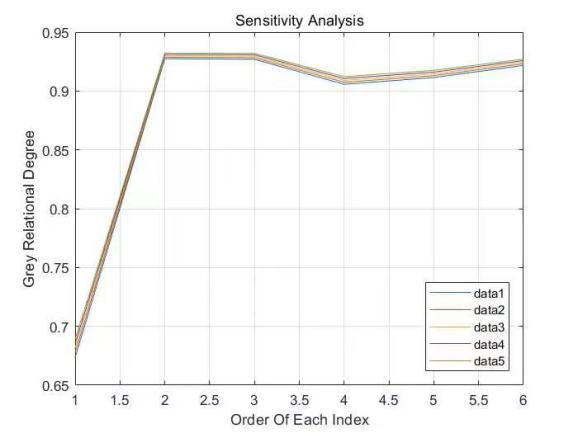 Sensitivity Analysis
0.95
0.9
0.85
0.8
0.75
0.7
0.65
Grey Relational Degree
data1
data2
data3
data4
data5
1 1.5 2 2.5 3 3.5 4 4.5 5 5.5 6
Order Of Each Index